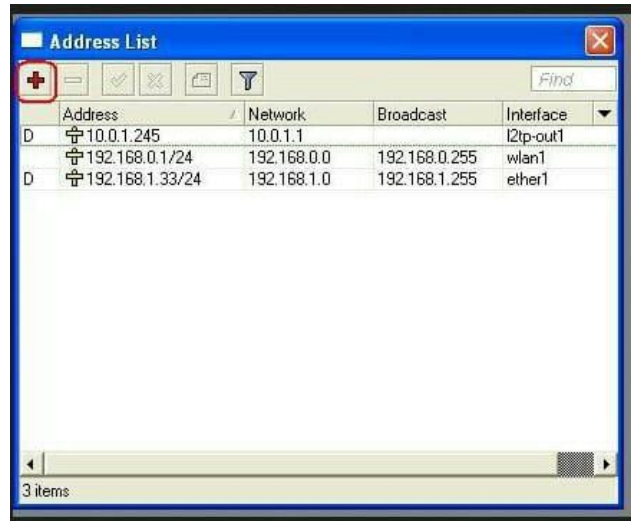 Address List
Find
Address / Network Broadcast Interface
D 10.0.1.245 10.0.1.1 l2tp-out1
192.168.0.1/24 192.168.0.0 192.168.0.255 wlan1
D 192.168.1.33/24 192.168.1.0 192.168.1.255 ether1
3 items